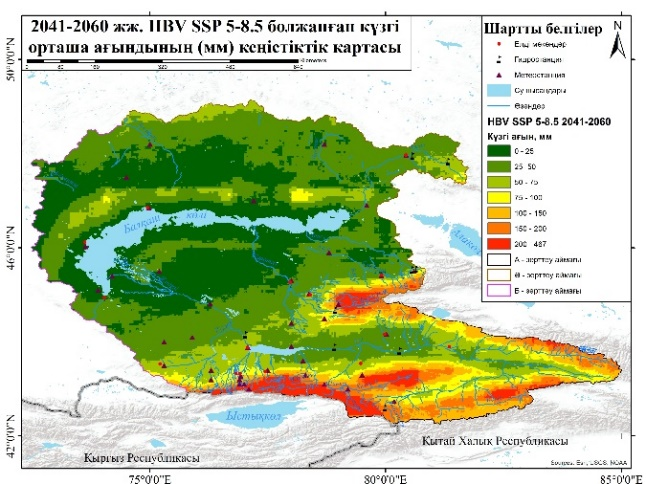 2041-2060 жж. HBV SSP 5-8.5 болжанған күзгі
орташа ағындының (мм) кеңістіктік картасы
Шартты белгілер
N
Елді мекендер
Гидростанция
Метеостанция
Су нысандары
Өзендер
HBV SSP 5-8.5 2041-2060
Күзгі ағын, мм
0 - 25
25 - 50
50 - 75
75 - 100
100 - 150
150 - 200
200 - 487
А - зерттеу аймағы
Ә - зерттеу аймағы
Б - зерттеу аймағы
50°0'0"N
46°0'0"N
42°0'0"N
Балқаш көлі
Алакөл
Ыстықкөл
Қытай Халық Республикасы
Қыргыз Республикасы
Sources: Esri, USGS, NOAA
75°0'0"E
80°0'0"E
85°0'0"E